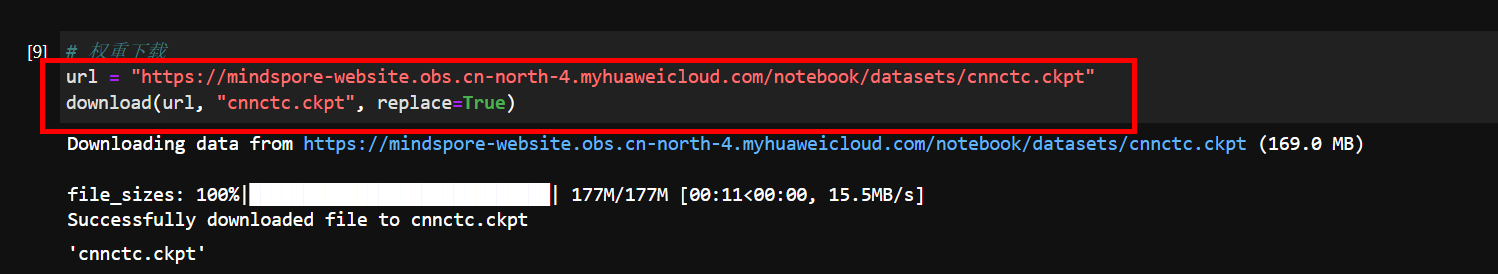 [9] # 权重下载
url = "https://mindspore-website.obs.cn-north-4.myhuaweicloud.com/notebook/datasets/cnnctc.ckpt"
download(url, "cnnctc.ckpt", replace=True)
Downloading data from https://mindspore-website.obs.cn-north-4.myhuaweicloud.com/notebook/datasets/cnnctc.ckpt (169.0 MB)
file_sizes: 100%|██████████████████████████| 177M/177M [00:11<00:00, 15.5MB/s]
Successfully downloaded file to cnnctc.ckpt
'cnnctc.ckpt'